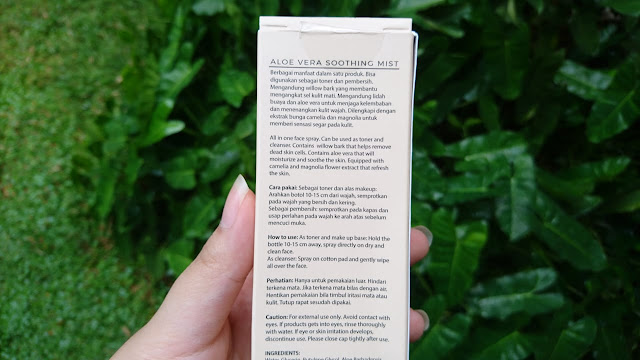 ALOE VERA SOOTHING MIST
Berbagai manfaat dalam satu produk. Bisa
digunakan sebagai toner dan pembersih.
Mengandung willow bark yang membantu
mengangkat sel kulit mati. Mengandung lidah
buaya dan aloe vera untuk menjaga kelembaban
dan menenangkan kulit wajah. Dilengkapi dengan
ekstrak bunga camelia dan magnolia untuk
memberi sensasi segar pada kulit.
All in one face spray. Can be used as toner and
cleanser. Contains willow bark that helps remove
dead skin cells. Contains aloe vera that will
moisturize and soothe the skin. Equipped with
camelia and magnolia flower extract that refresh
the skin.
Cara pakai: Sebagai toner dan alas makeup:
Arahkan botol 10-15 cm dari wajah, semprotkan
pada wajah yang bersih dan kering.
Sebagai pembersih: semprotkan pada kapas dan
usap perlahan pada wajah ke arah atas sebelum
mencuci muka.
How to use: As toner and make up base: Hold the
bottle 10-15 cm away, spray directly on dry and
clean face.
As cleanser: Spray on cotton pad and gently wipe
all over the face.
Perhatian: Hanya untuk pemakaian luar. Hindari
terkena mata. Jika terkena mata bilas dengan air.
Hentikan pemakaian bila timbul iritasi mata atau
kulit. Tutup rapat sesudah dipakai.
Caution: For external use only. Avoid contact with
eyes. If products gets into eyes, rinse thoroughly
with water. If eye or skin irritation develops,
discontinue use. Please close cap tightly after use.
INGREDIENTS: